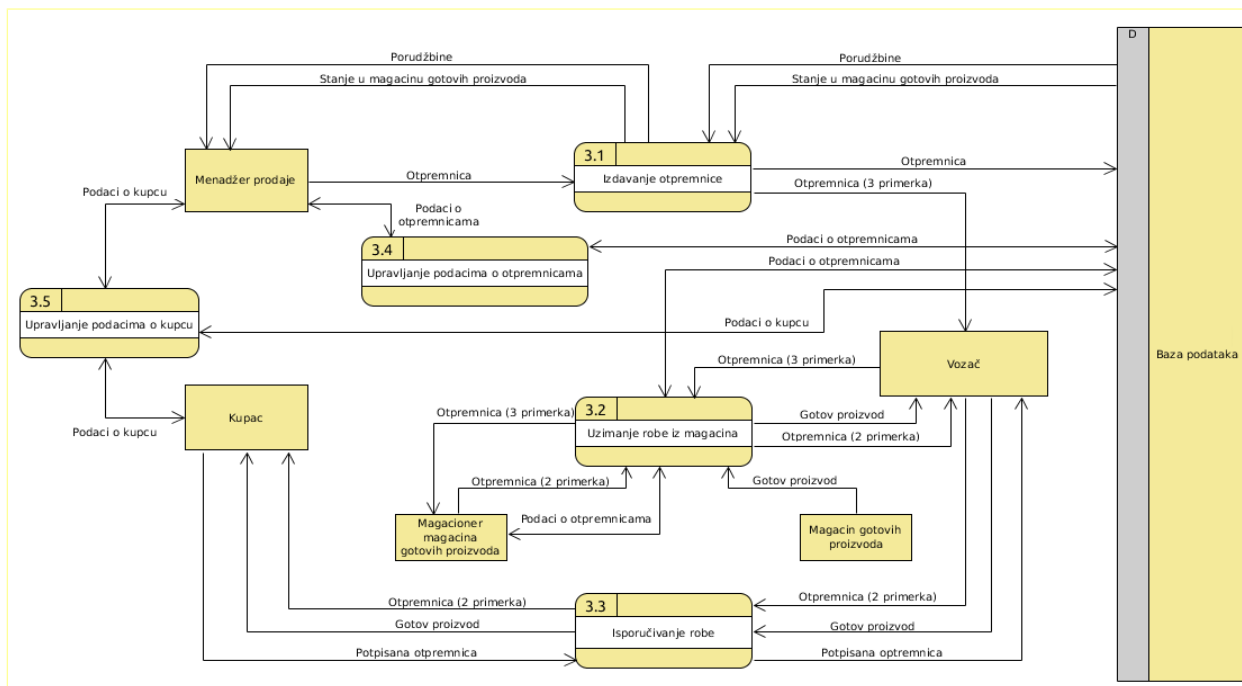 D
Porudžbine
Porudžbine
Stanje u magacinu gotovih proizvoda
Stanje u magacinu gotovih proizvoda
3.1
Izdavanje otpremnice
Menadžer prodaje
Otpremnica
Otpremnica
Otpremnica (3 primerka)
Podaci o kupcu
Podaci o
otpremnicama
3.4
Upravljanje podacima o otpremnicama
Podaci o otpremnicama
Podaci o otpremnicama
3.5
Upravljanje podacima o kupcu
Podaci o kupcu
Baza podataka
Otpremnica (3 primerka)
Vozač
Kupac
Podaci o kupcu
Otpremnica (3 primerka)
3.2
Uzimanje robe iz magacina
Gotov proizvod
Otpremnica (2 primerka)
Otpremnica (2 primerka)
Gotov proizvod
Podaci o otpremnicama
Magacioner
magacina
gotovih proizvoda
Magacin gotovih
proizvoda
Otpremnica (2 primerka)
3.3
Isporučivanje robe
Otpremnica (2 primerka)
Gotov proizvod
Gotov proizvod
Potpisana otpremnica
Potpisana optremnica